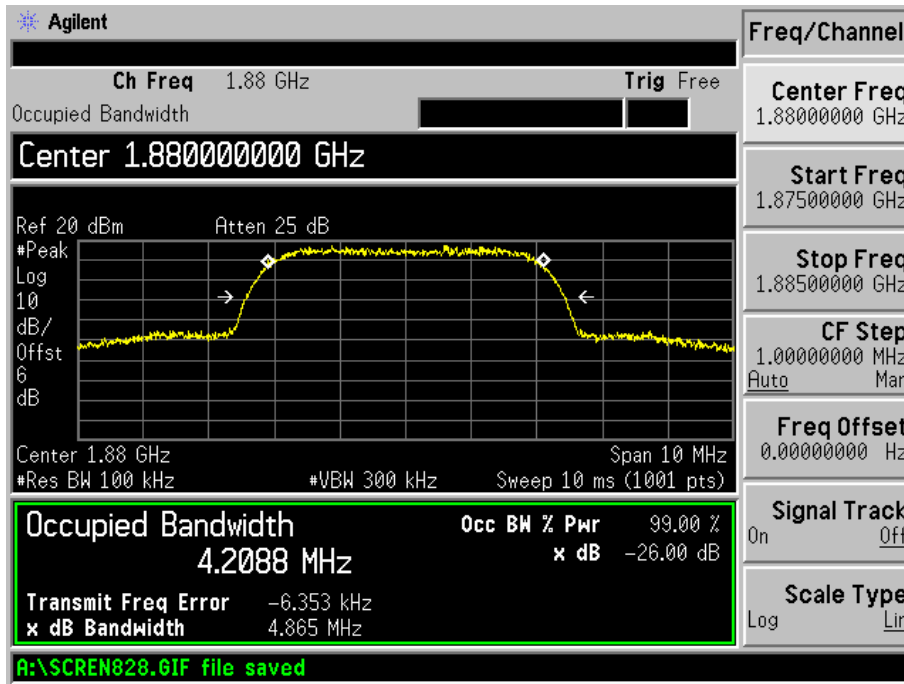 Agilent
Ch Freq 1.88 GHz Trig Free
Occupied Bandwidth
Center 1.880000000 GHz
Ref 20 dBm Atten 25 dB
#Peak
Log
10
dB/
Offst
6
dB
Center 1.88 GHz Span 10 MHz
#Res BW 100 kHz #VBW 300 kHz Sweep 10 ms (1001 pts)
Occupied Bandwidth
4.2088 MHz
Occ BW % Pwr 99.00 %
x dB -26.00 dB
Transmit Freq Error -6.353 kHz
x dB Bandwidth 4.865 MHz
A:\SCREN828.GIF file saved
Freq/Channel
Center Freq
1.88000000 GHz
Start Freq
1.87500000 GHz
Stop Freq
1.88500000 GHz
CF Step
1.00000000 MHz
Auto Man
Freq Offset
0.00000000 Hz
Signal Track
On Off
Scale Type
Log Lin